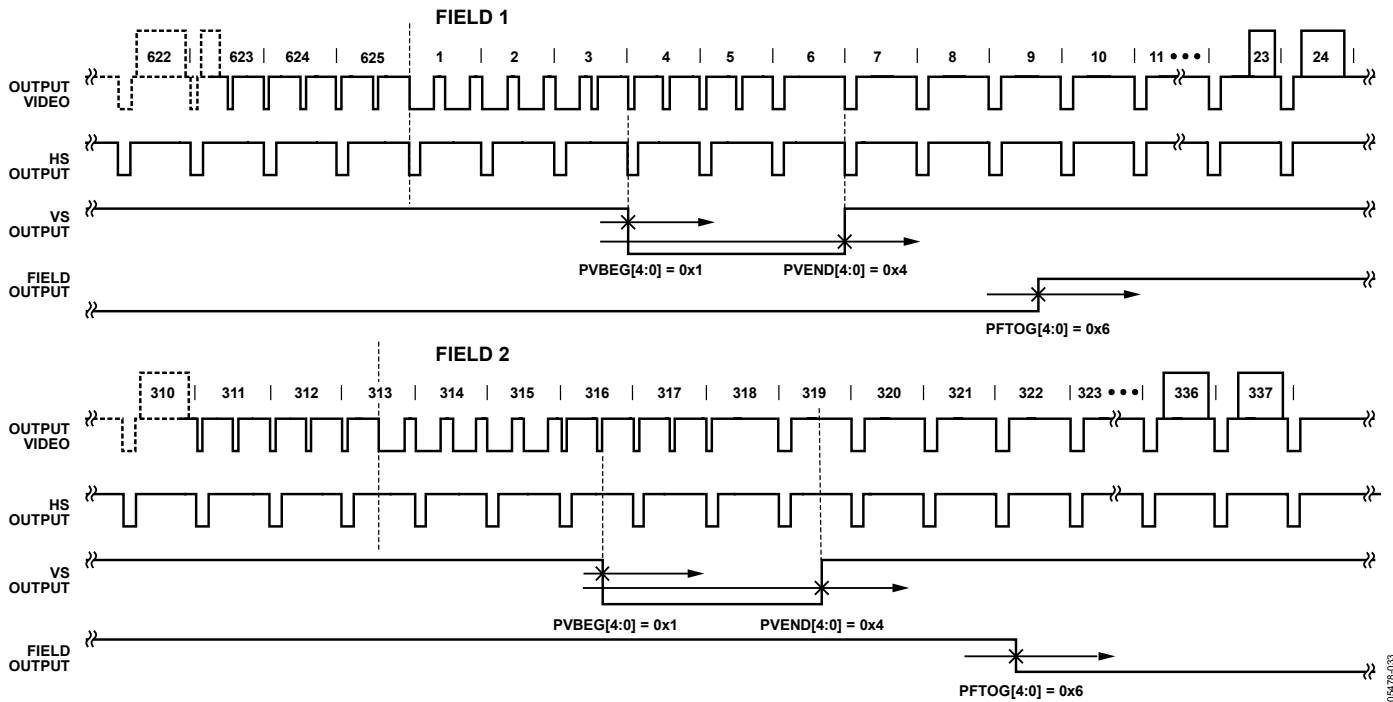 FIELD 1
622 623 624 625 1 2 3 4 5 6 7 8 9 10 11 ••• 23 24
OUTPUT
VIDEO
HS
OUTPUT
VS
OUTPUT
PVBEG[4:0] = 0x1 PVEND[4:0] = 0x4
FIELD
OUTPUT
PFTOG[4:0] = 0x6
FIELD 2
310 311 312 313 314 315 316 317 318 319 320 321 322 323 ••• 336 337
OUTPUT
VIDEO
HS
OUTPUT
VS
OUTPUT
PVBEG[4:0] = 0x1 PVEND[4:0] = 0x4
FIELD
OUTPUT
PFTOG[4:0] = 0x6
05478-033